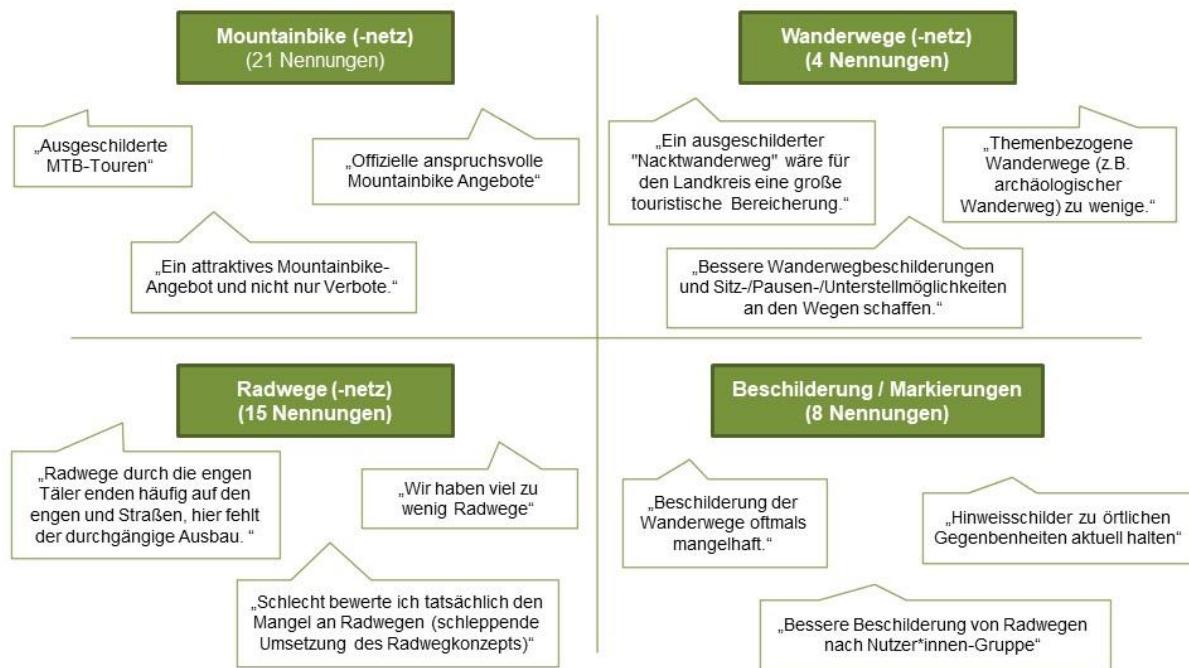 Mountainbike (-netz)
(21 Nennungen)
„Ausgeschilderte
MTB-Touren“
„Offizielle anspruchsvolle
Mountainbike Angebote“
„Ein attraktives Mountainbike-
Angebot und nicht nur Verbote.“
Wanderwege (-netz)
(4 Nennungen)
„Ein ausgeschilderter
"Nacktwanderweg" wäre für
den Landkreis eine große
touristische Bereicherung.“
„Themenbezogene
Wanderwege (z.B.
archäologischer
Wanderweg) zu wenige.“
„Bessere Wanderwegbeschilderungen
und Sitz-/Pausen-/Unterstellmöglichkeiten
an den Wegen schaffen.“
Radwege (-netz)
(15 Nennungen)
„Radwege durch die engen
Täler enden häufig auf den
engen und Straßen, hier fehlt
der durchgängige Ausbau. “
„Wir haben viel zu
wenig Radwege“
„Schlecht bewerte ich tatsächlich den
Mangel an Radwegen (schleppende
Umsetzung des Radwegkonzepts)“
Beschilderung / Markierungen
(8 Nennungen)
„Beschilderung der
Wanderwege oftmals
mangelhaft.“
„Hinweisschilder zu örtlichen
Gegenbenheiten aktuell halten“
„Bessere Beschilderung von Radwegen
nach Nutzer*innen-Gruppe“